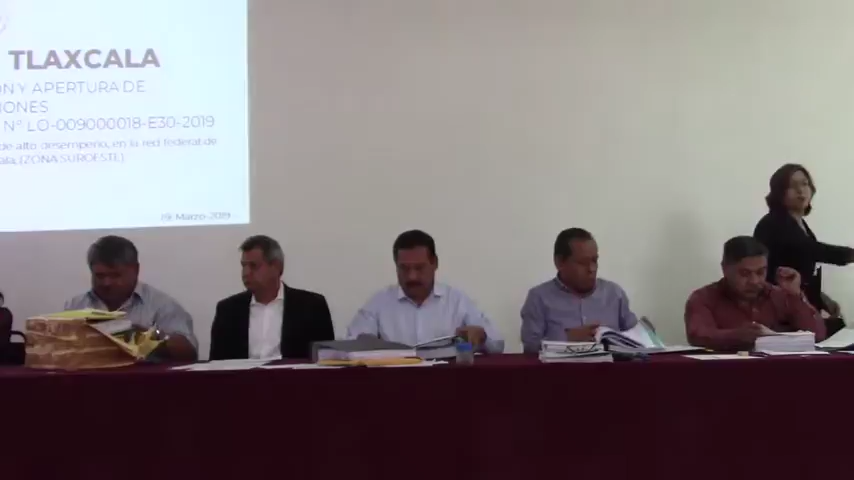 TLAXCALA
ON Y APERTURA DE
IONES
Nº LO-009000018-E30-2019
de alto desempeño, en la red federal de
ala, (ZONA SUROESTE)
19, Marzo-2019